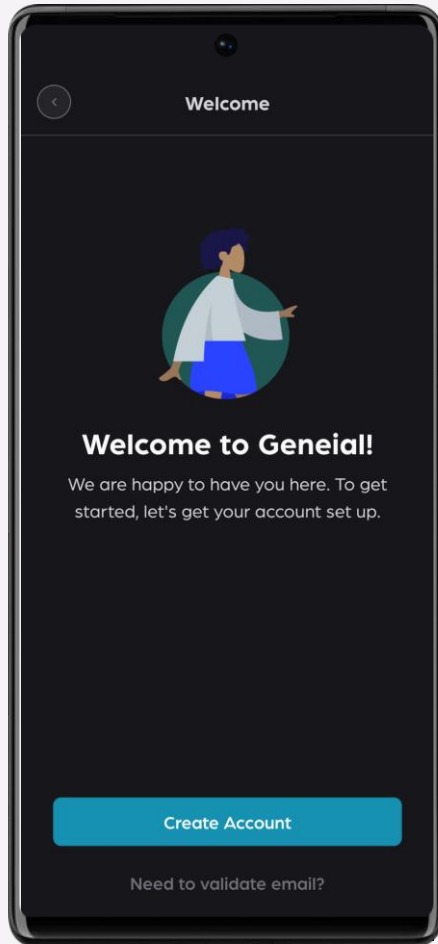 Welcome
Welcome to Geneial!
We are happy to have you here. To get
started, let's get your account set up.
Create Account
Need to validate email?